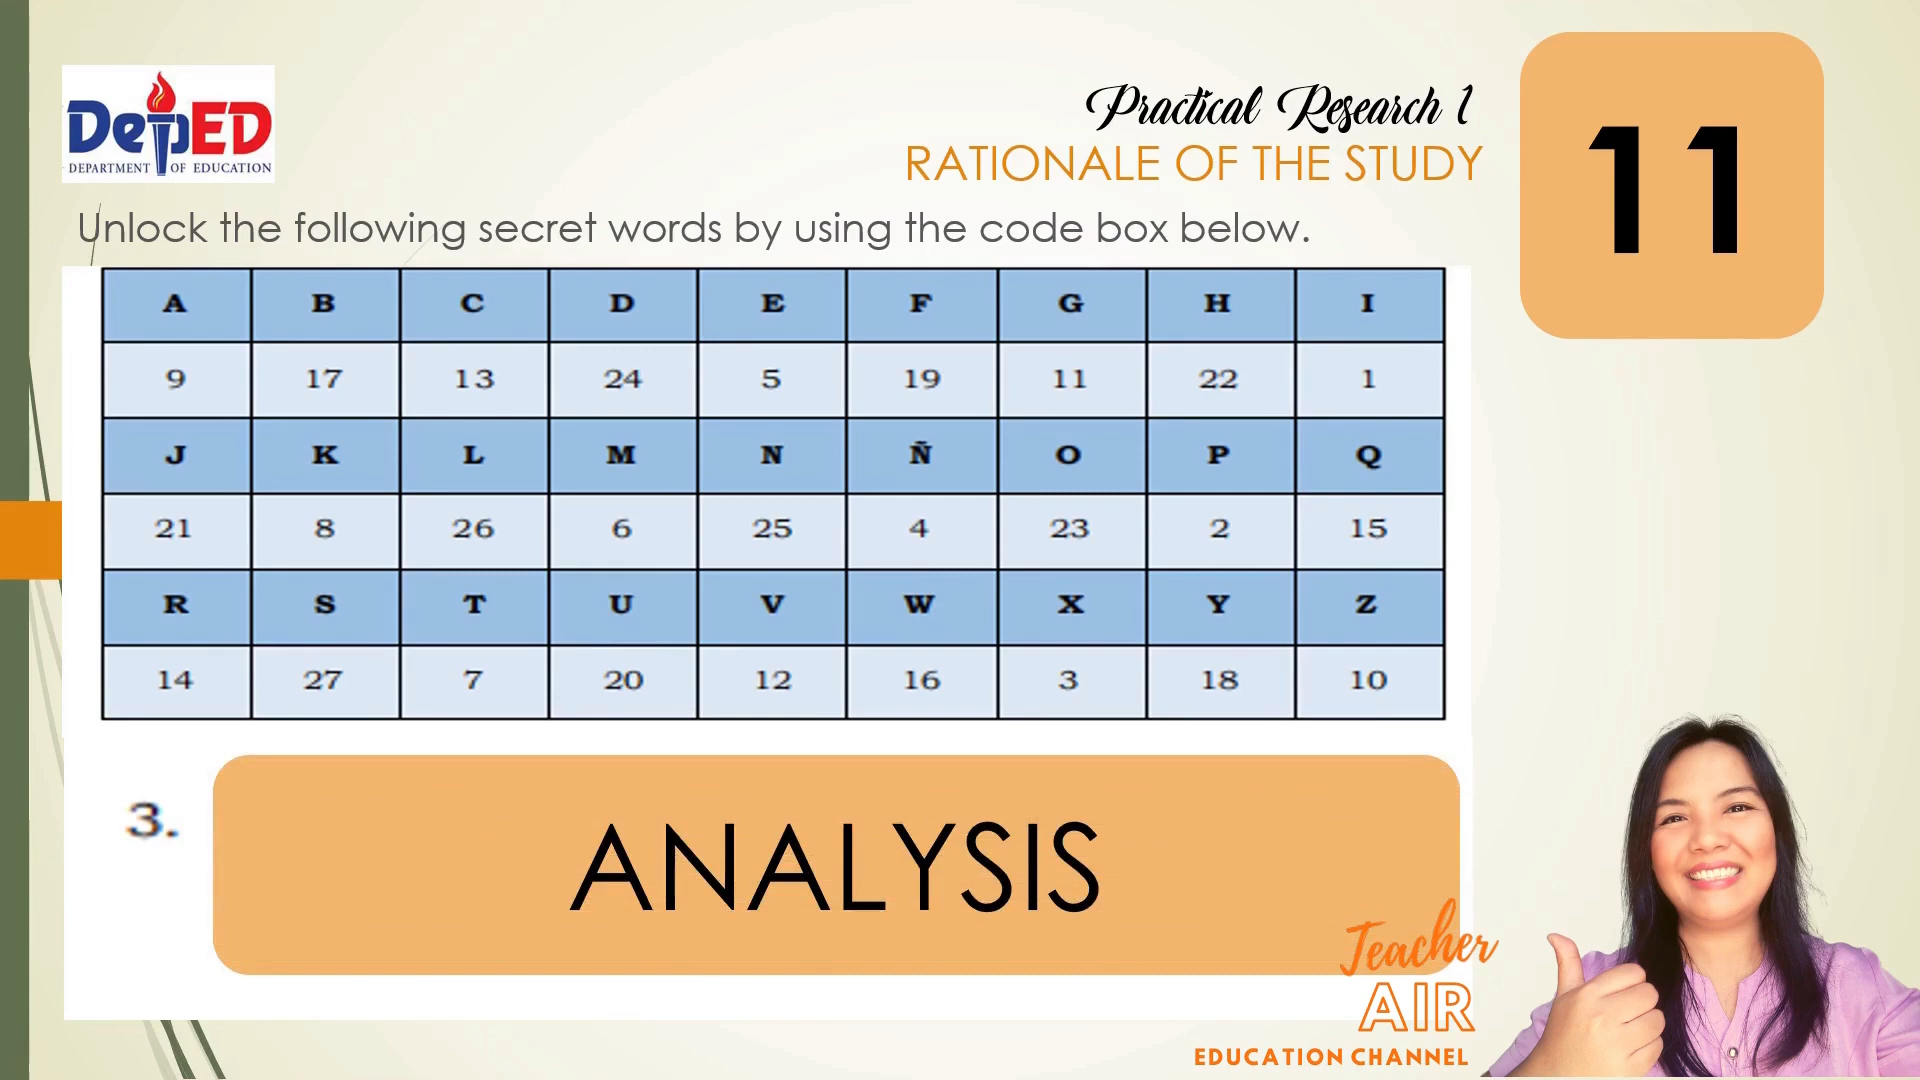 DepED
DEPARTMENT OF EDUCATION
Practical Research 1
RATIONALE OF THE STUDY
11
Unlock the following secret words by using the code box below.
A B C D E F G H I
9 17 13 24 5 19 11 22 1
J K L M N Ñ O P Q
21 8 26 6 25 4 23 2 15
R S T U V W X Y Z
14 27 7 20 12 16 3 18 10
3. ANALYSIS
Teacher
AIR
EDUCATION CHANNEL